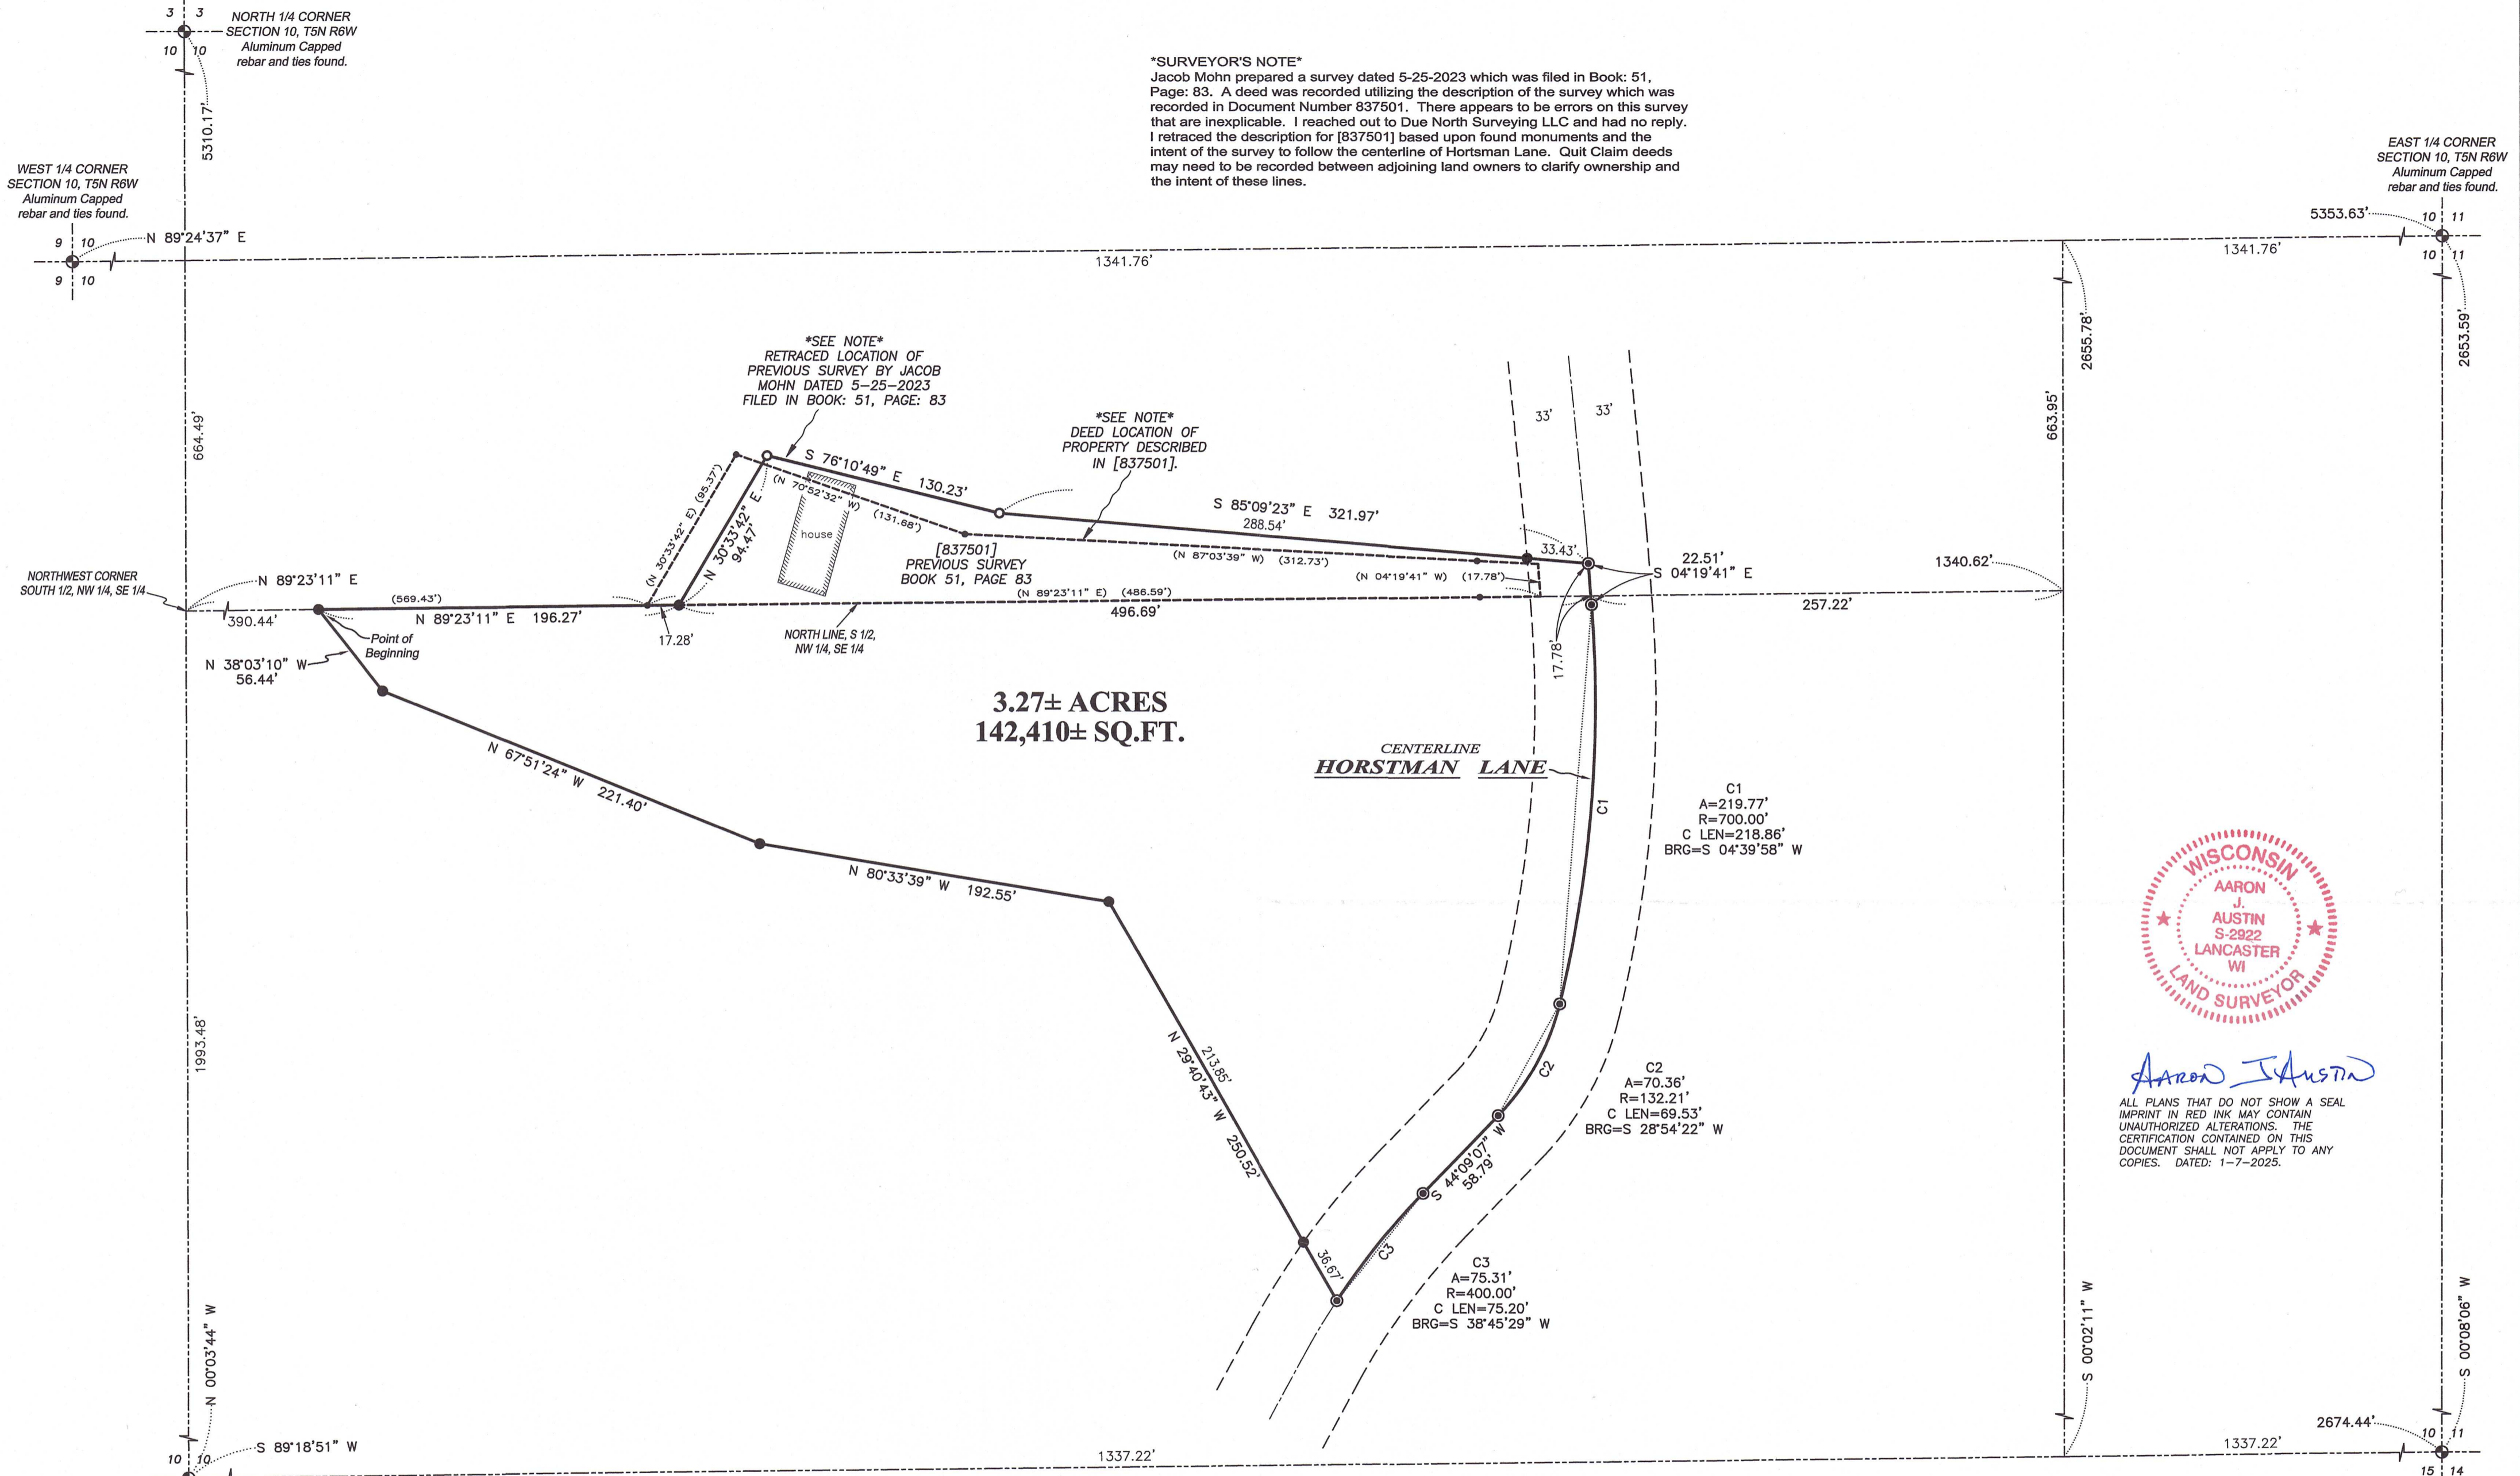 3 3
10 10
NORTH 1/4 CORNER
SECTION 10, T5N R6W
Aluminum Capped
rebar and ties found.
5310.17'
*SURVEYOR'S NOTE*
Jacob Mohn prepared a survey dated 5-25-2023 which was filed in Book: 51,
Page: 83. A deed was recorded utilizing the description of the survey which was
recorded in Document Number 837501. There appears to be errors on this survey
that are inexplicable. I reached out to Due North Surveying LLC and had no reply.
I retraced the description for [837501] based upon found monuments and the
intent of the survey to follow the centerline of Hortsman Lane. Quit Claim deeds
may need to be recorded between adjoining land owners to clarify ownership and
the intent of these lines.
WEST 1/4 CORNER
SECTION 10, T5N R6W
Aluminum Capped
rebar and ties found.
9 10
9 10
N 89°24'37" E
1341.76'
EAST 1/4 CORNER
SECTION 10, T5N R6W
Aluminum Capped
rebar and ties found.
5353.63'
10 11
10 11
1341.76'
2655.78'
2653.59'
664.49'
663.95'
*SEE NOTE*
RETRACED LOCATION OF
PREVIOUS SURVEY BY JACOB
MOHN DATED 5-25-2023
FILED IN BOOK: 51, PAGE: 83
*SEE NOTE*
DEED LOCATION OF
PROPERTY DESCRIBED
IN [837501].
33'
33'
S 76°10'49" E 130.23'
(N 70°52'32" W)
(131.68')
(N 30°33'42" E) (95.37')
N 30°33'42" E
94.47'
house
S 85°09'23" E 321.97'
288.54'
33.43'
(N 87°03'39" W) (312.73')
[837501]
PREVIOUS SURVEY
BOOK 51, PAGE 83
(N 04°19'41" W) (17.78')
22.51'
S 04°19'41" E
1340.62'
NORTHWEST CORNER
SOUTH 1/2, NW 1/4, SE 1/4
N 89°23'11" E
390.44'
(569.43')
N 89°23'11" E 196.27'
17.28'
(N 89°23'11" E) (486.59')
496.69'
257.22'
17.78'
NORTH LINE, S 1/2,
NW 1/4, SE 1/4
Point of
Beginning
N 38°03'10" W
56.44'
3.27± ACRES
142,410± SQ.FT.
N 67°51'24" W 221.40'
CENTERLINE
HORSTMAN LANE
C1
C1
A=219.77'
R=700.00'
C LEN=218.86'
BRG=S 04°39'58" W
N 80°33'39" W 192.55'
WISCONSIN
AARON
J.
AUSTIN
S-2922
LANCASTER
WI
LAND SURVEYOR
1993.48'
213.85'
N 29°40'43" W 250.52'
C2
C2
A=70.36'
R=132.21'
C LEN=69.53'
BRG=S 28°54'22" W
AARON J AUSTIN
ALL PLANS THAT DO NOT SHOW A SEAL
IMPRINT IN RED INK MAY CONTAIN
UNAUTHORIZED ALTERATIONS. THE
CERTIFICATION CONTAINED ON THIS
DOCUMENT SHALL NOT APPLY TO ANY
COPIES. DATED: 1-7-2025.
S 44°09'07" W
58.79'
36.67'
C3
C3
A=75.31'
R=400.00'
C LEN=75.20'
BRG=S 38°45'29" W
N 00°03'44" W
S 00°02'11" W
S 00°08'06" W
10 10
S 89°18'51" W
1337.22'
2674.44'
1337.22'
10 11
15 14